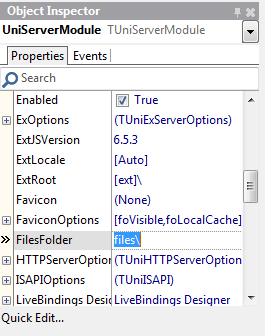 Object Inspector
UniServerModule TUniServerModule
Properties Events
Search
Enabled True
ExOptions (TUniExServerOptions)
ExtJSVersion 6.5.3
ExtLocale [Auto]
ExtRoot [ext]\
Favicon (None)
FaviconOptions [foVisible,foLocalCache]
FilesFolder files\
HTTPServerOption (TUniHTTPServerOption
ISAPIOptions (TUniISAPI)
LiveBindings Design LiveBindings Designer
Quick Edit...